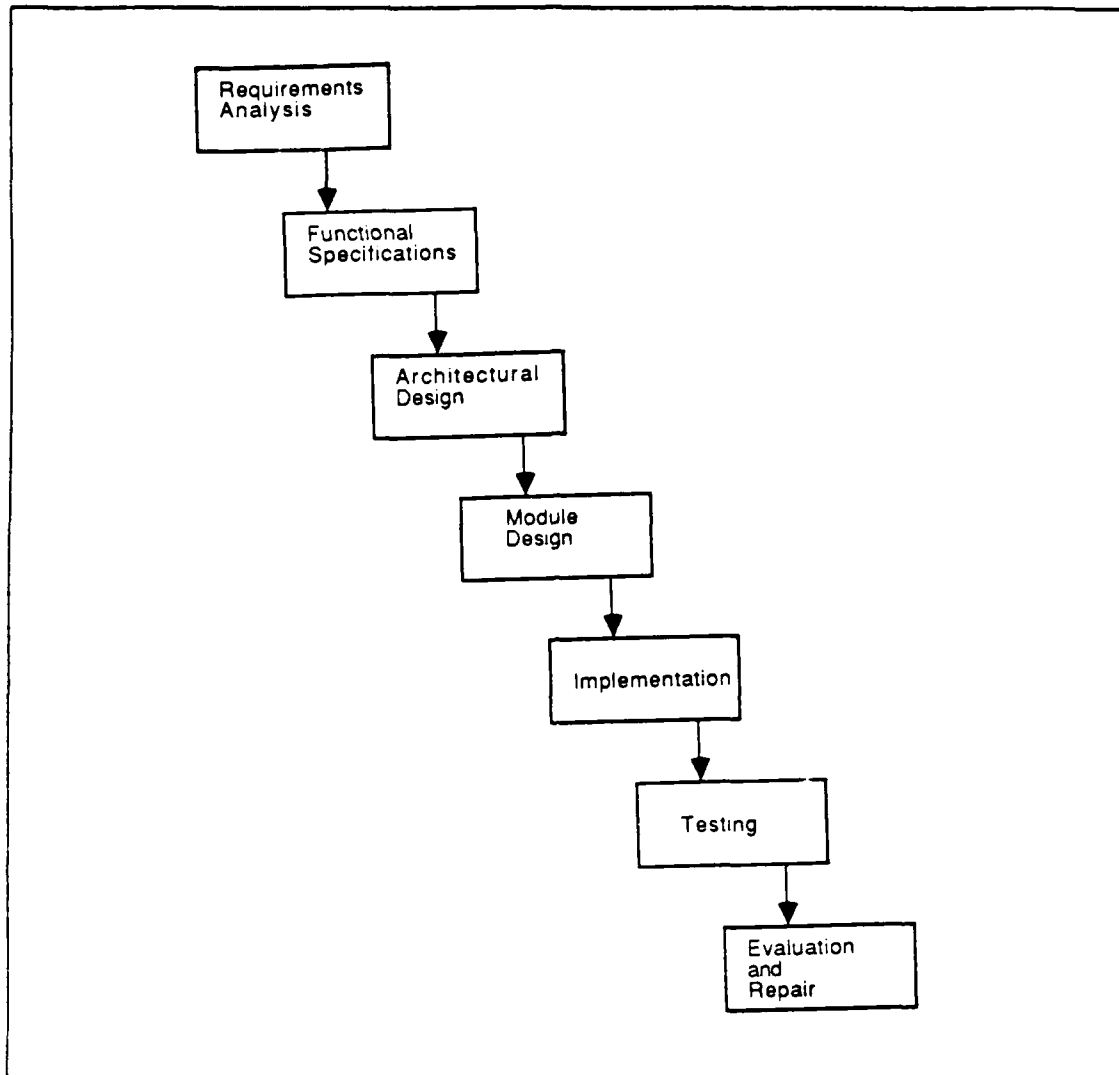 Requirements
Analysis
Functional
Specifications
Architectural
Design
Module
Design
Implementation
Testing
Evaluation
and
Repair